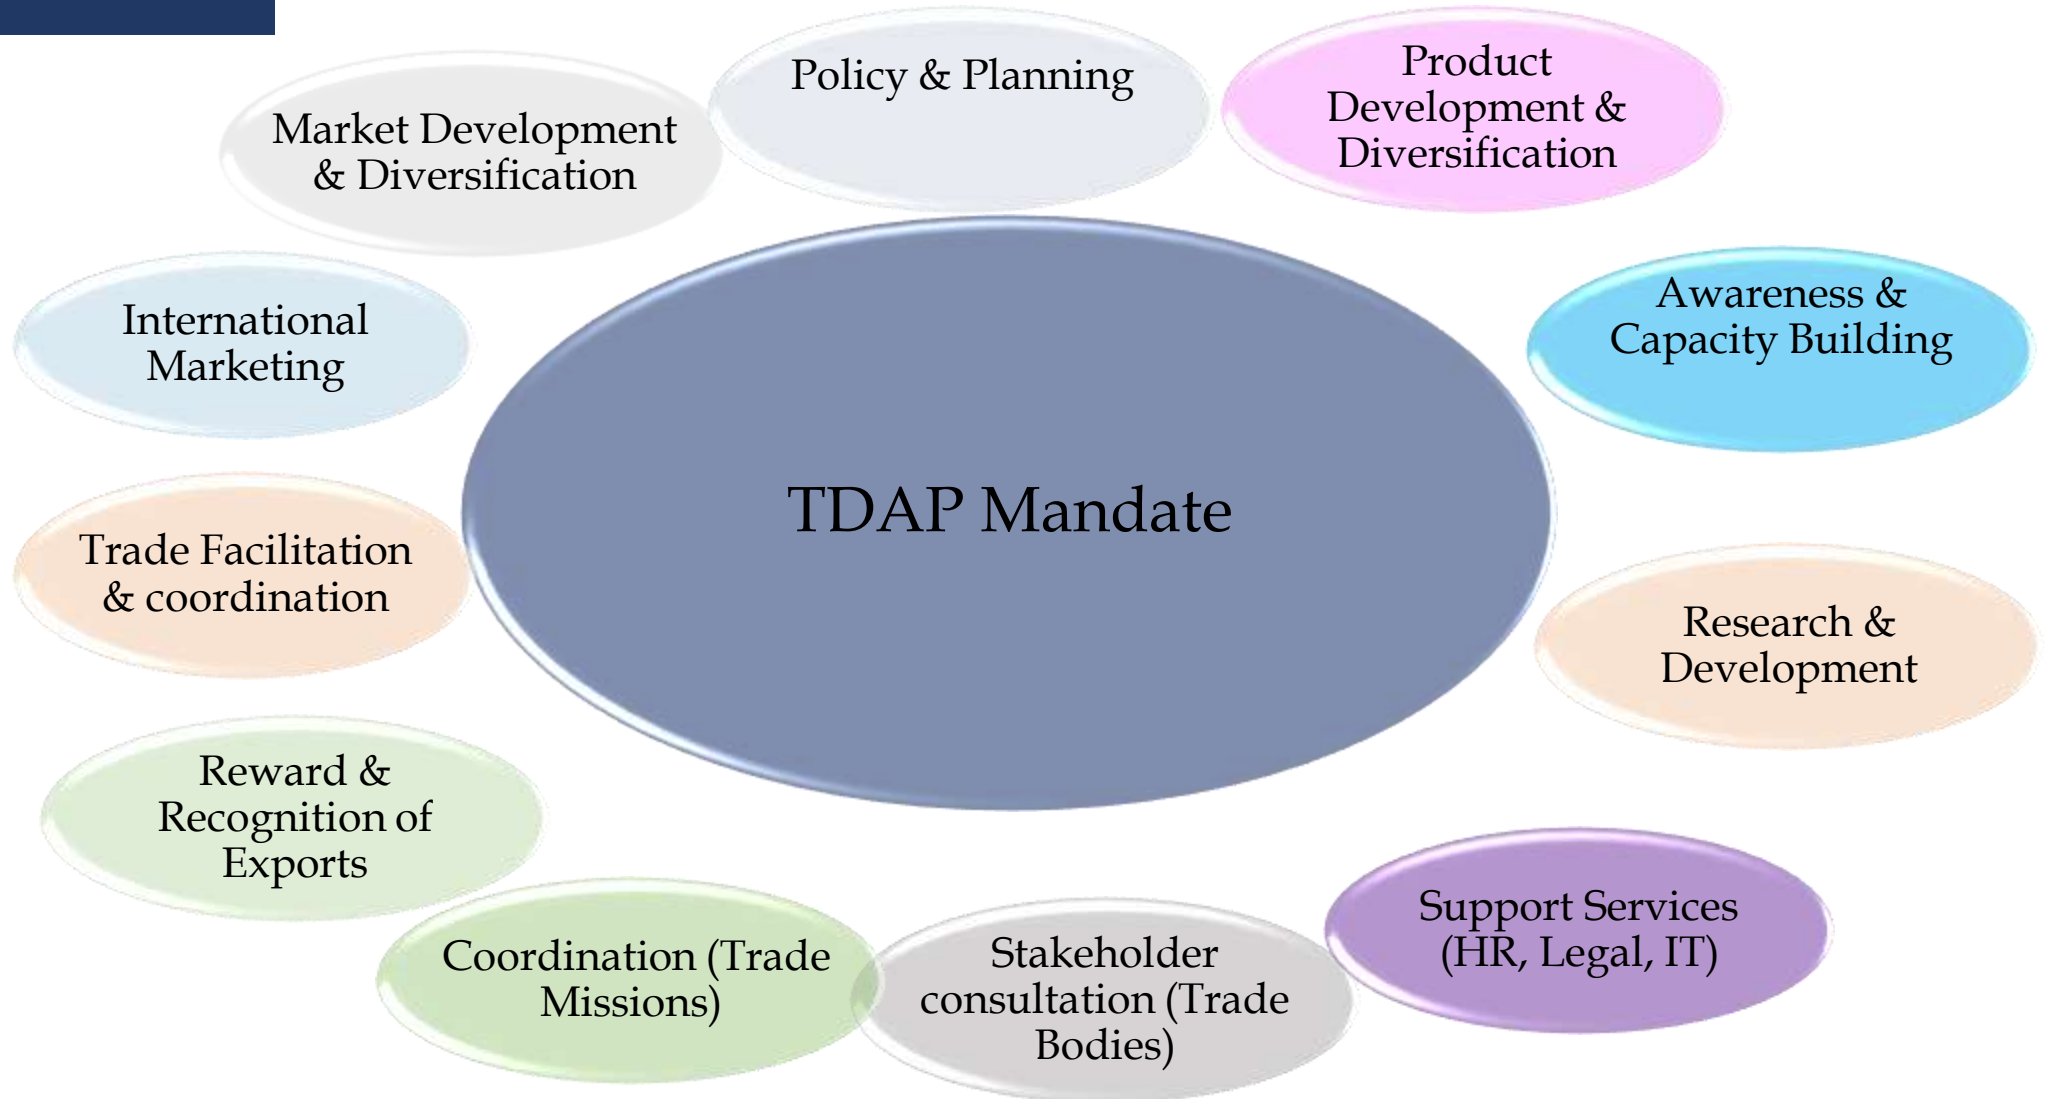 Policy & Planning
Product
Development &
Diversification
Market Development
& Diversification
Awareness &
Capacity Building
International
Marketing
TDAP Mandate
Trade Facilitation
& coordination
Research &
Development
Reward &
Recognition of
Exports
Support Services
(HR, Legal, IT)
Coordination (Trade
Missions)
Stakeholder
consultation (Trade
Bodies)